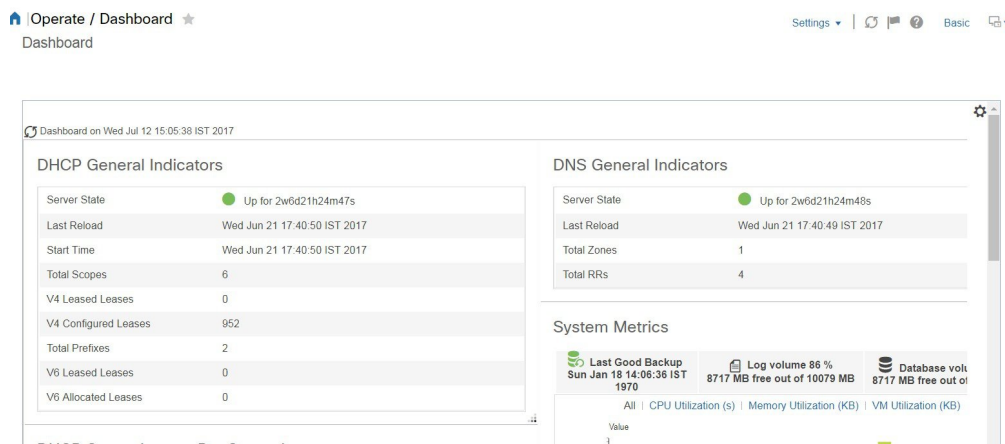 Operate / Dashboard
Settings
Basic
Dashboard
Dashboard on Wed Jul 12 15:05:38 IST 2017
DHCP General Indicators
Server State Up for 2w6d21h24m47s
Last Reload Wed Jun 21 17:40:50 IST 2017
Start Time Wed Jun 21 17:40:50 IST 2017
Total Scopes 6
V4 Leased Leases 0
V4 Configured Leases 952
Total Prefixes 2
V6 Leased Leases 0
V6 Allocated Leases 0
DNS General Indicators
Server State Up for 2w6d21h24m48s
Last Reload Wed Jun 21 17:40:49 IST 2017
Total Zones 1
Total RRs 4
System Metrics
Last Good Backup
Sun Jan 18 14:06:36 IST
1970
Log volume 86 %
8717 MB free out of 10079 MB
Database volu
8717 MB free out of
All | CPU Utilization (s) | Memory Utilization (KB) | VM Utilization (KB)
Value